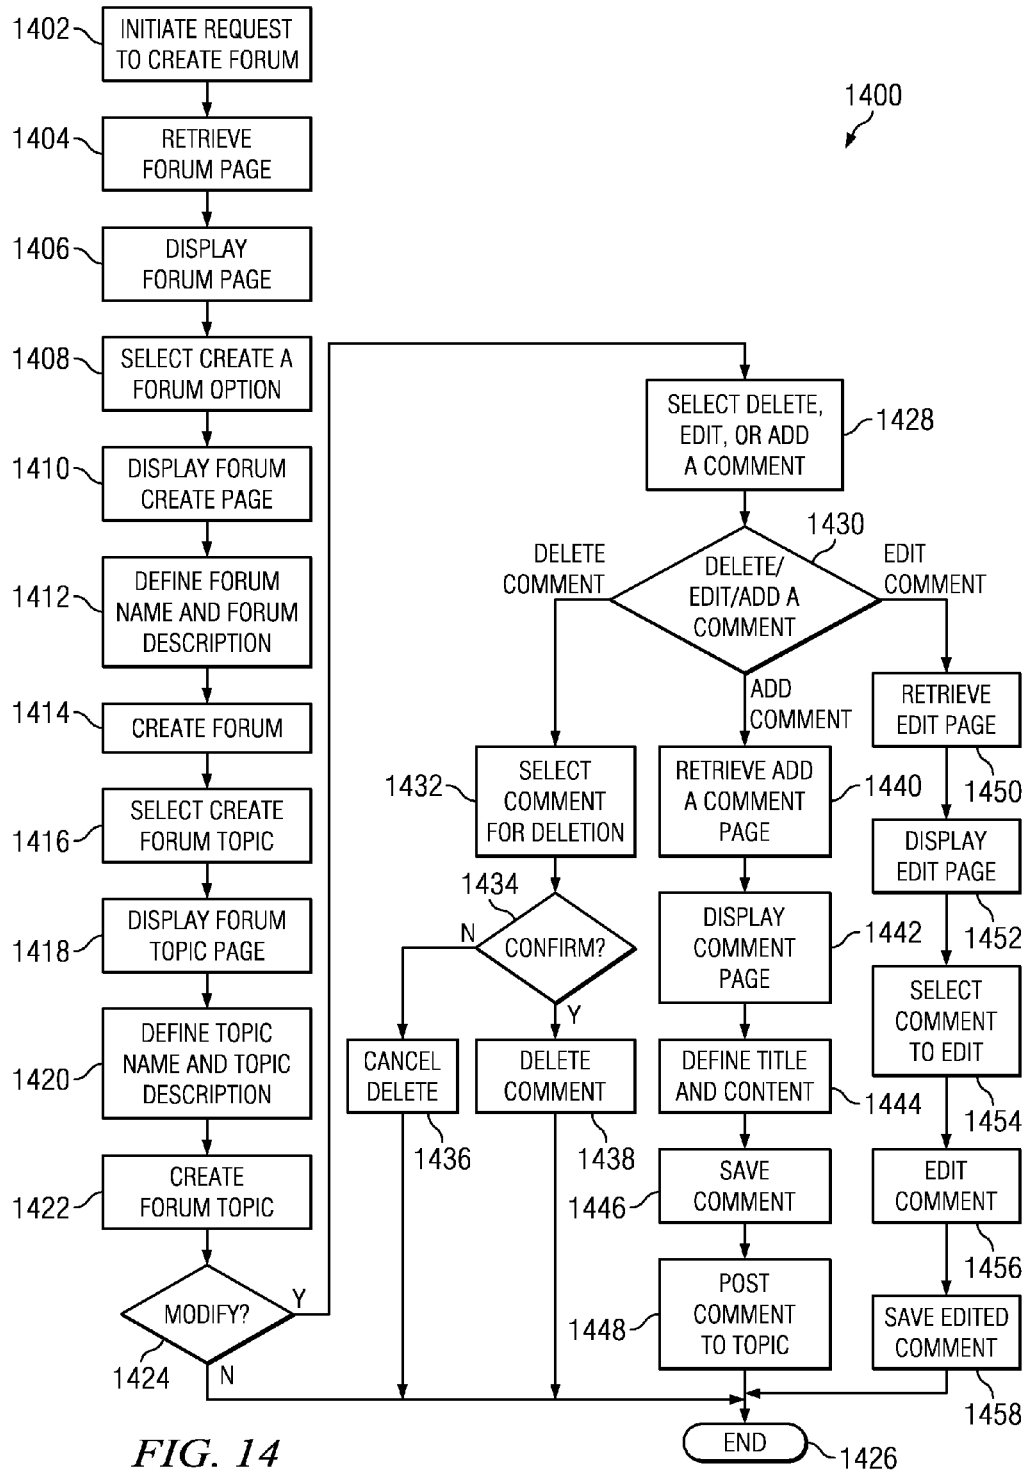 1402
INITIATE REQUEST
TO CREATE FORUM
1404
RETRIEVE
FORUM PAGE
1406
DISPLAY
FORUM PAGE
1408
SELECT CREATE A
FORUM OPTION
1410
DISPLAY FORUM
CREATE PAGE
1412
DEFINE FORUM
NAME AND FORUM
DESCRIPTION
1414
CREATE FORUM
1416
SELECT CREATE
FORUM TOPIC
1418
DISPLAY FORUM
TOPIC PAGE
1420
DEFINE TOPIC
NAME AND TOPIC
DESCRIPTION
1422
CREATE
FORUM TOPIC
MODIFY?
1424
Y
N
1400
SELECT DELETE,
EDIT, OR ADD
A COMMENT
1428
DELETE/
EDIT/ADD A
COMMENT
1430
DELETE
COMMENT
1432
SELECT
COMMENT
FOR DELETION
1434
CONFIRM?
N
Y
CANCEL
DELETE
1436
DELETE
COMMENT
1438
ADD
COMMENT
RETRIEVE ADD
A COMMENT
PAGE
1440
DISPLAY
COMMENT
PAGE
1442
DEFINE TITLE
AND CONTENT
1444
SAVE
COMMENT
1446
POST
COMMENT
TO TOPIC
1448
EDIT
COMMENT
RETRIEVE
EDIT PAGE
1450
DISPLAY
EDIT PAGE
1452
SELECT
COMMENT
TO EDIT
1454
EDIT
COMMENT
1456
SAVE EDITED
COMMENT
1458
END
1426
FIG. 14